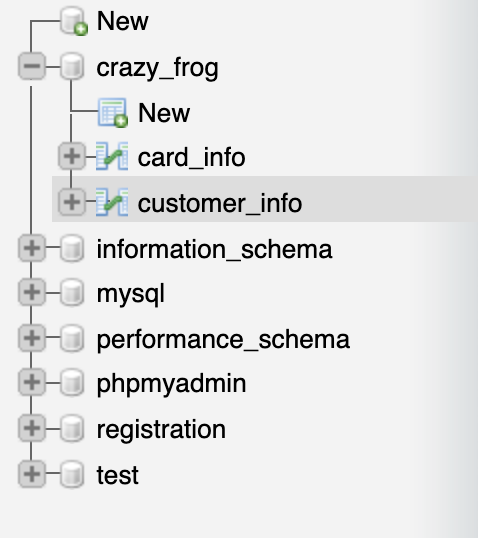 New
crazy_frog
New
card_info
customer_info
information_schema
mysql
performance_schema
phpmyadmin
registration
test